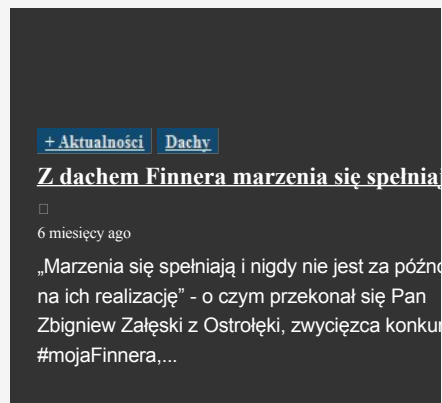 + Aktualności Dachy
Z dachem Finnera marzenia się spełniaj
6 miesięcy ago
„Marzenia się spełniają i nigdy nie jest za późno
na ich realizację” - o czym przekonał się Pan
Zbigniew Załęski z Ostrołęki, zwycięzca konkur
#mojaFinnera,...